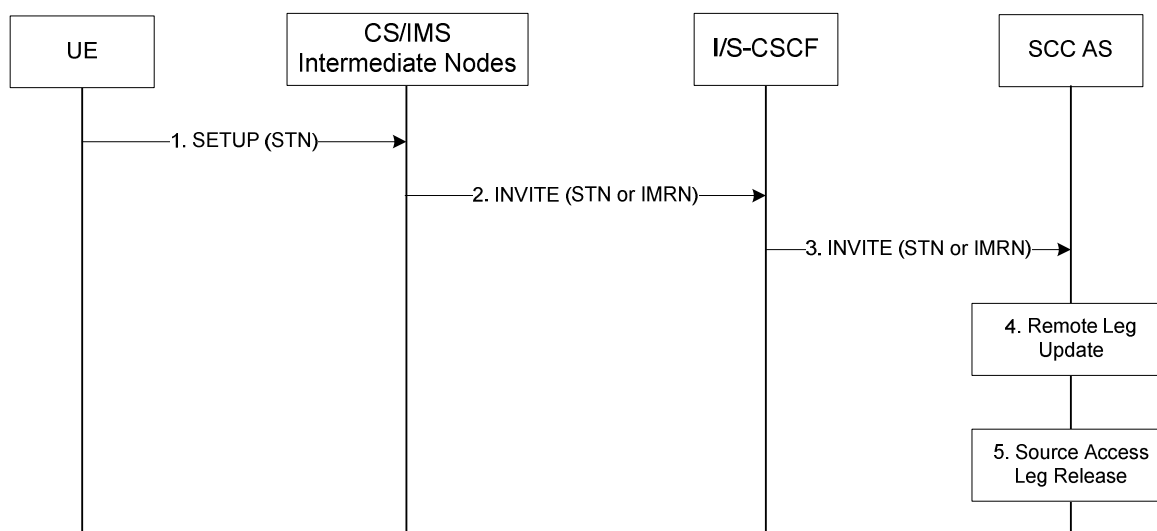 UE
CS/IMS
Intermediate Nodes
I/S-CSCF
SCC AS
1. SETUP (STN)
2. INVITE (STN or IMRN)
3. INVITE (STN or IMRN)
4. Remote Leg
Update
5. Source Access
Leg Release